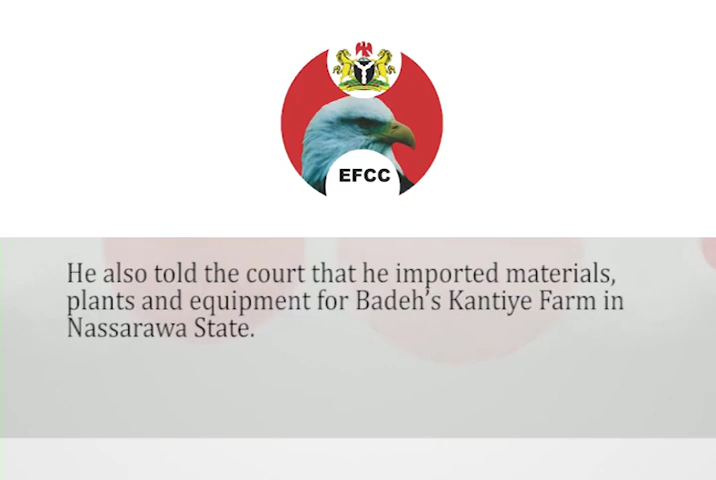 EFCC
He also told the court that he imported materials,
plants and equipment for Badeh's Kantiye Farm in
Nassarawa State.